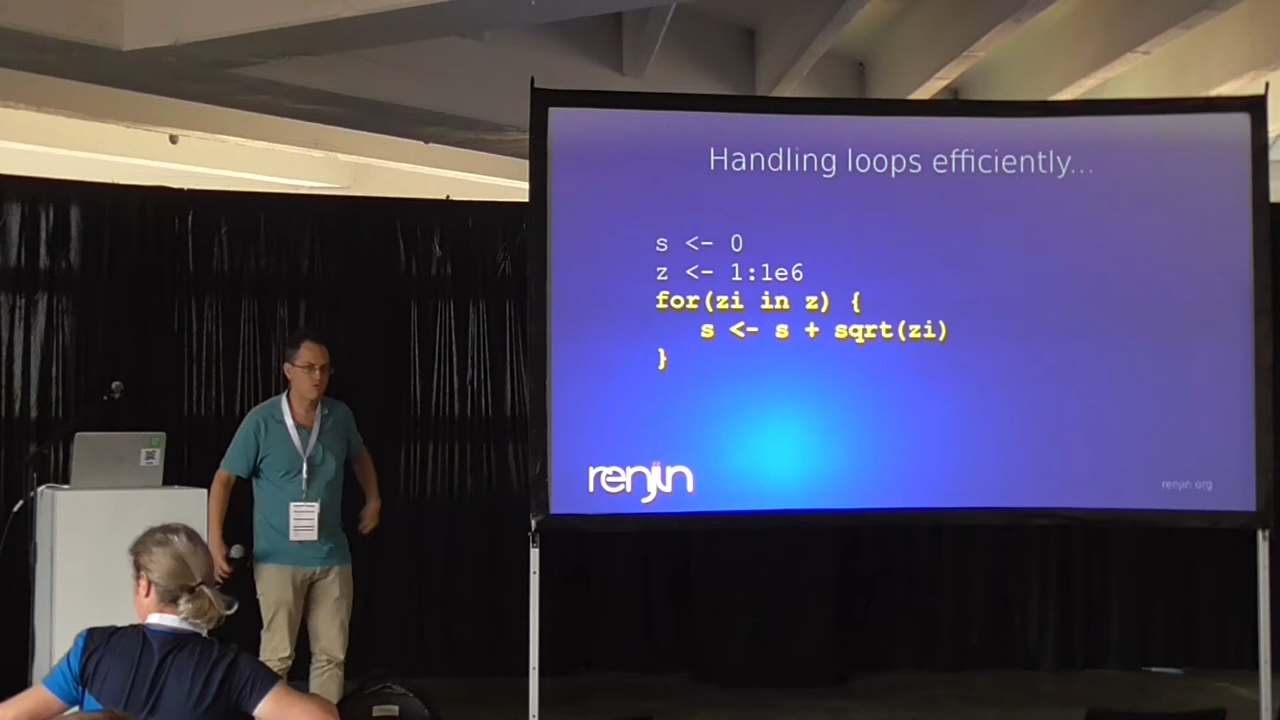 Handling loops efficiently...
s <- 0
z <- 1:1e6
for(zi in z) {
s <- s + sqrt(zi)
}
renjin
renjin.org